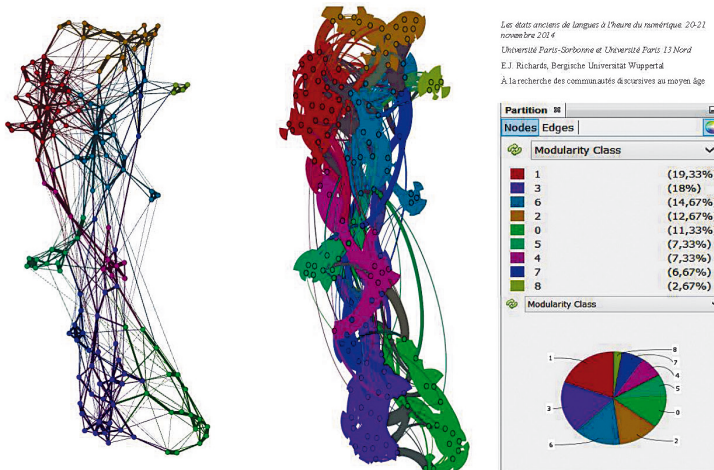 Les états anciens de langues à l'heure du numérique. 20-21
novembre 2014
Université Paris-Sorbonne et Université Paris 13 Nord
E.J. Richards, Bergische Universität Wuppertal
À la recherche des communautés discursives au moyen âge
Partition
Nodes Edges
Modularity Class
1 (19,33%
3 (18%)
6 (14,67%
2 (12,67%
0 (11,33%
5 (7,33%)
4 (7,33%)
7 (6,67%)
8 (2,67%)
Modularity Class
8
7
1
4
5
3
0
6
2